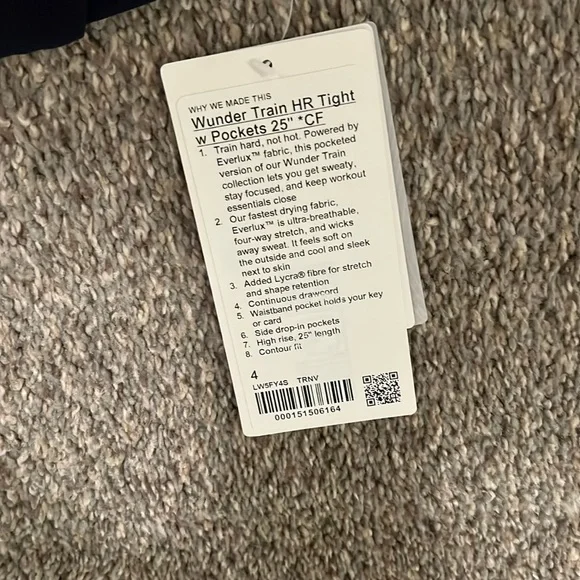 WHY WE MADE THIS
Wunder Train HR Tight
w Pockets 25" *CF
1. Train hard, not hot. Powered by
Everlux™ fabric, this pocketed
version of our Wunder Train
collection lets you get sweaty,
stay focused, and keep workout
essentials close
2. Our fastest drying fabric,
Everlux™ is ultra-breathable,
four-way stretch, and wicks
away sweat. It feels soft on
the outside and cool and sleek
next to skin
3. Added Lycra® fibre for stretch
and shape retention
4. Continuous drawcord
5. Waistband pocket holds your key
or card
6. Side drop-in pockets
7. High rise, 25" length
8. Contour fit
4
LW5FY4S TRNV
000151506164